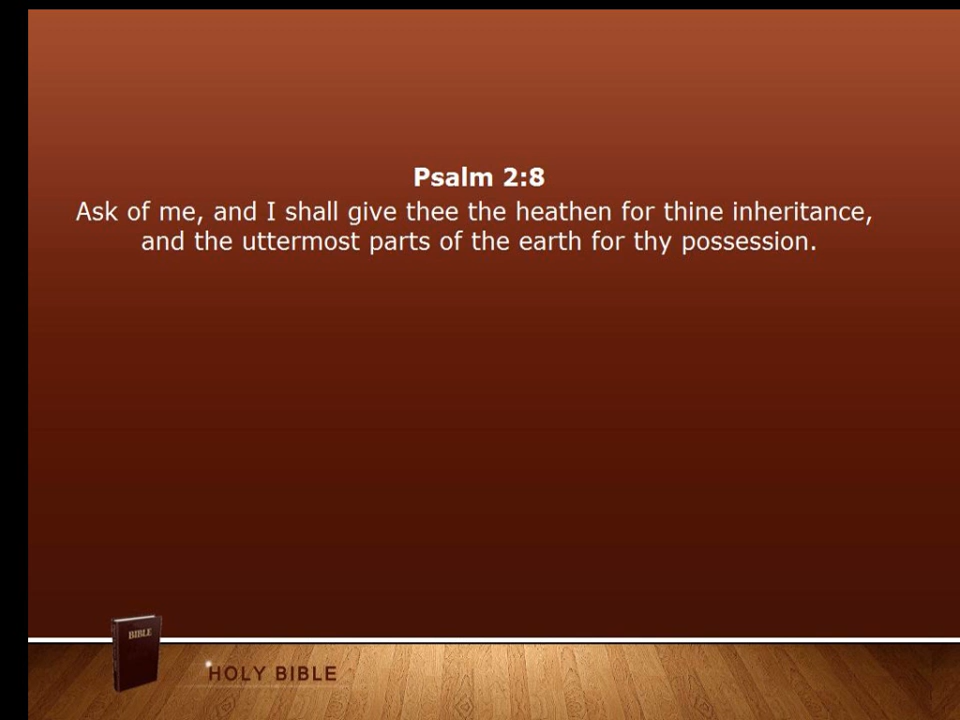 Psalm 2:8
Ask of me, and I shall give thee the heathen for thine inheritance,
and the uttermost parts of the earth for thy possession.
BIBLE
HOLY BIBLE